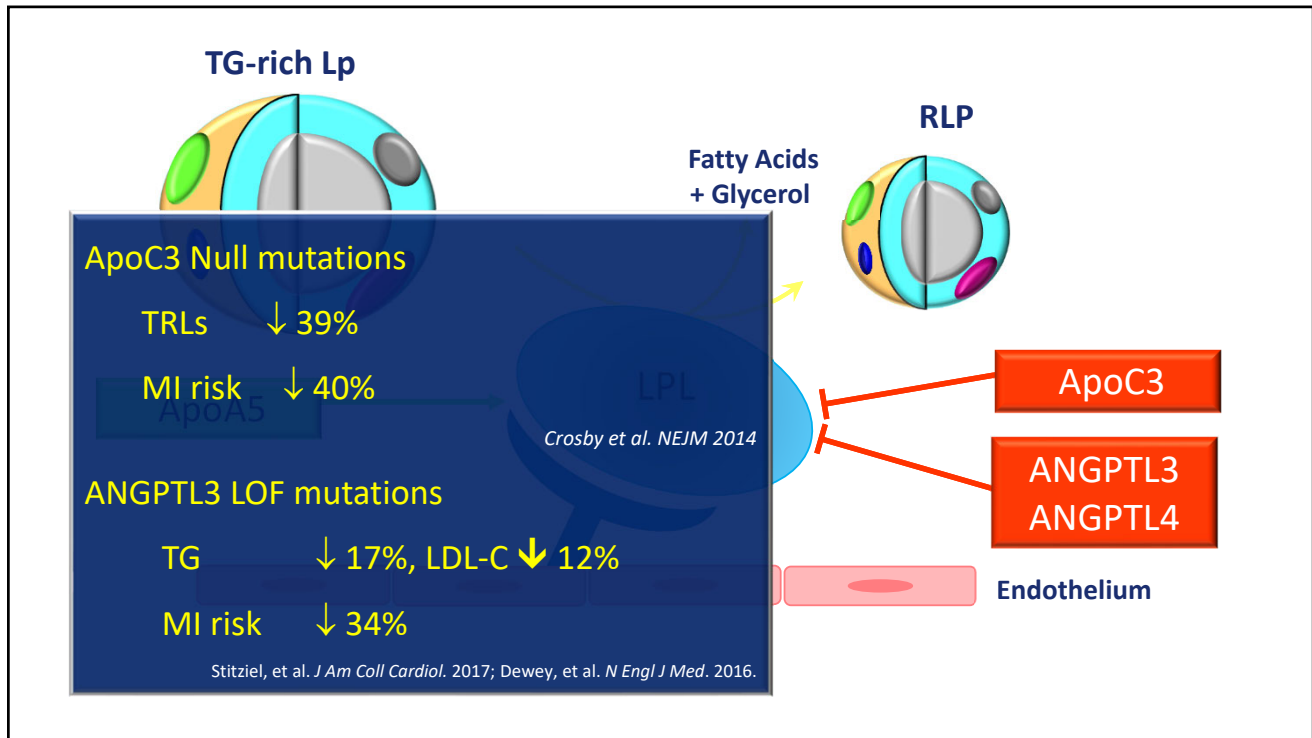 TG-rich Lp
RLP
Fatty Acids
+ Glycerol
ApoC3 Null mutations
TRLs ↓ 39%
MI risk ↓ 40%
ApoA5
LPL
Crosby et al. NEJM 2014
ANGPTL3 LOF mutations
TG ↓ 17%, LDL-C ↓ 12%
MI risk ↓ 34%
Stitziel, et al. J Am Coll Cardiol. 2017; Dewey, et al. N Engl J Med. 2016.
ApoC3
ANGPTL3
ANGPTL4
Endothelium